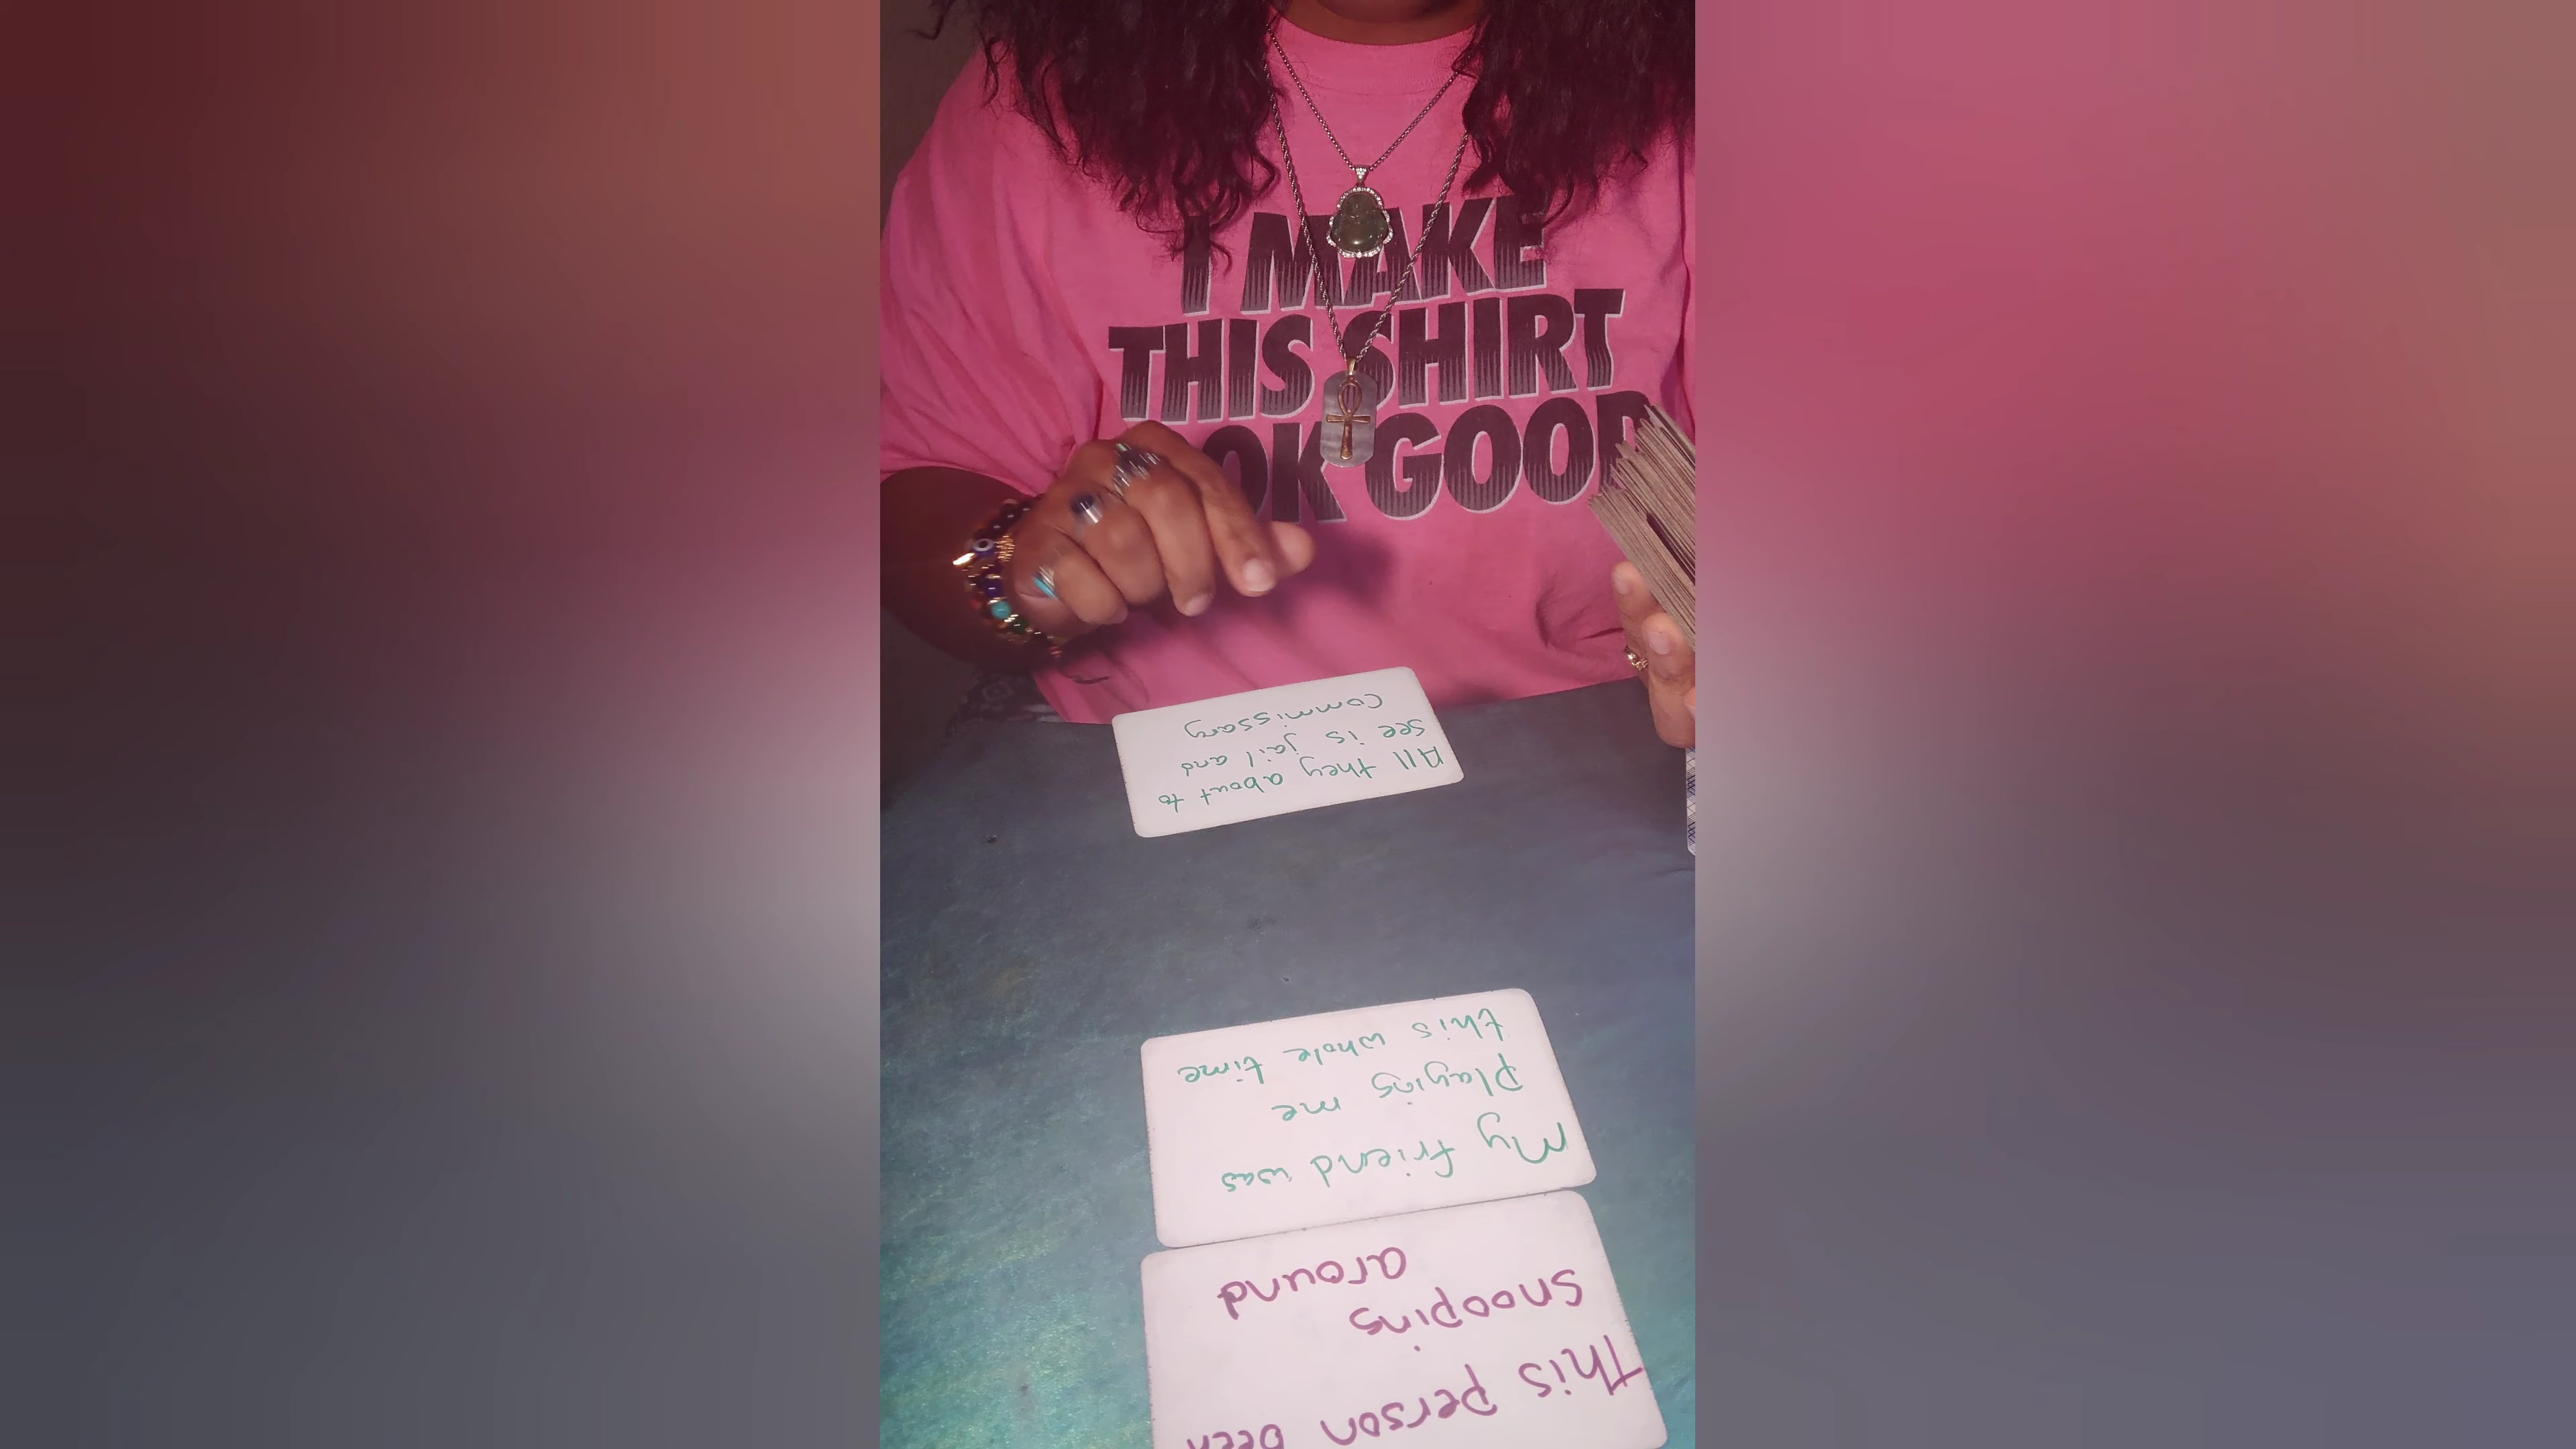 I MAKE
THIS SHIRT
OOK GOOD
All they about to
see is jail and
Commissary
My friend was
Playing me
this whole time
This person been
snooping
around